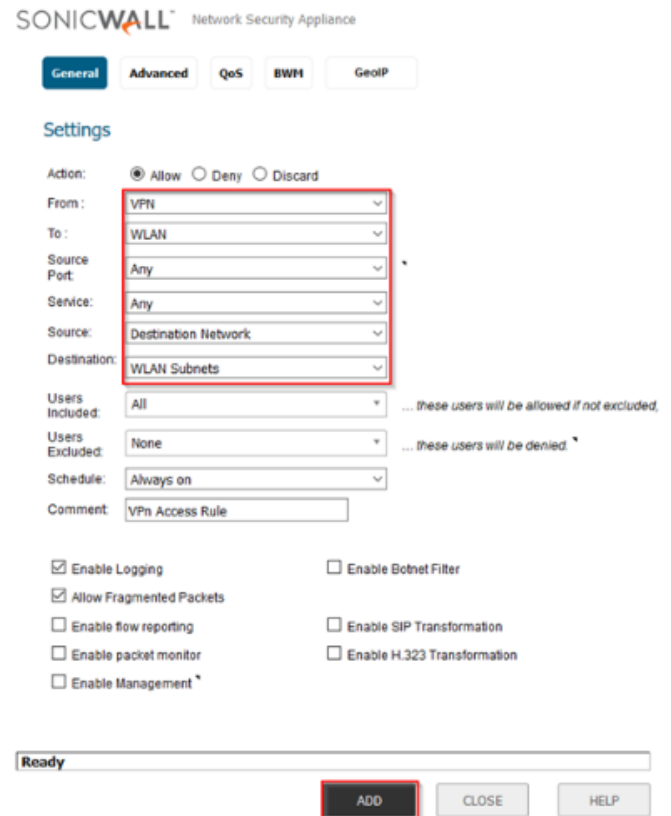 SONICWALL Network Security Appliance
General Advanced QoS BWM GeoIP
Settings
Action: Allow Deny Discard
From : VPN
To : WLAN
Source Port: Any
Service: Any
Source: Destination Network
Destination: WLAN Subnets
Users Included: All ... these users will be allowed if not excluded,
Users Excluded: None ... these users will be denied.
Schedule: Always on
Comment: VPn Access Rule
Enable Logging Enable Botnet Filter
Allow Fragmented Packets
Enable flow reporting Enable SIP Transformation
Enable packet monitor Enable H.323 Transformation
Enable Management
Ready
ADD CLOSE HELP